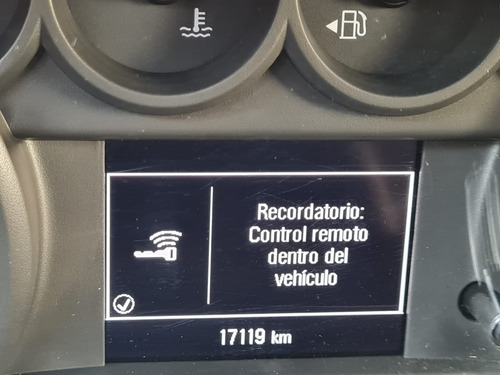 Recordatorio:
Control remoto
dentro del
vehículo
17119 km